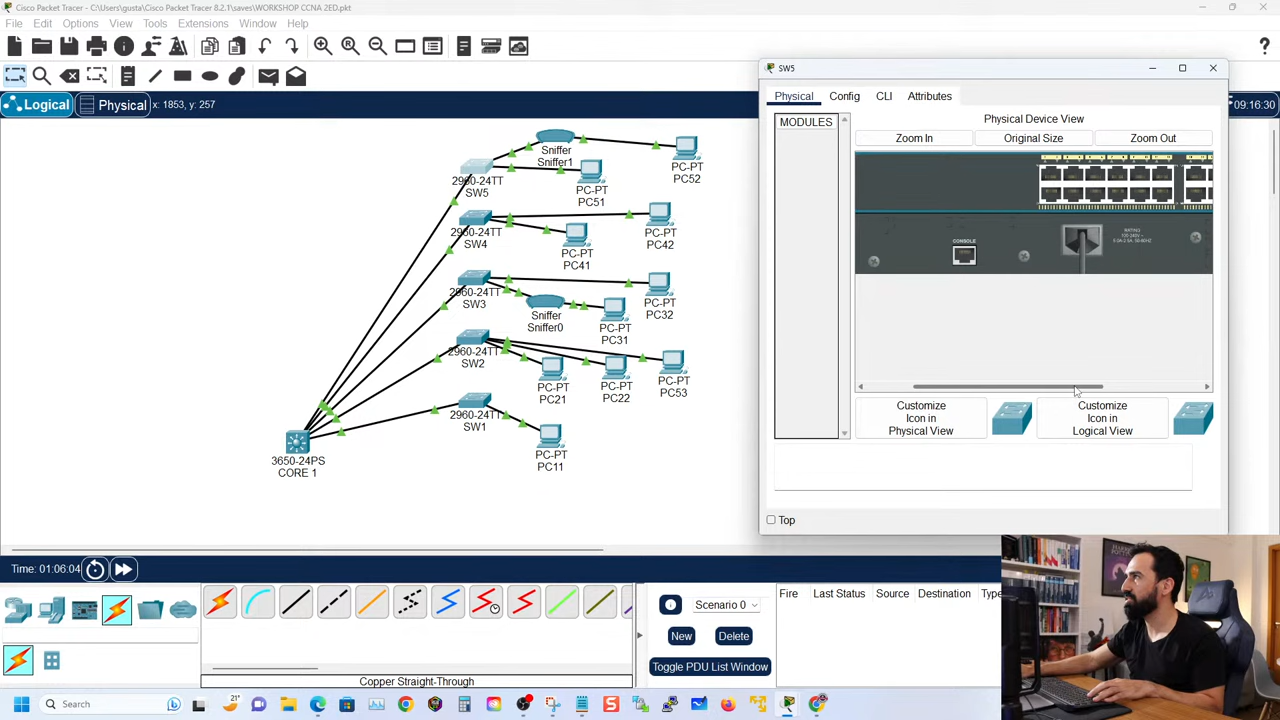 Cisco Packet Tracer - C:\Users\gusta\Cisco Packet Tracer 8.2.1\saves\WORKSHOP CCNA 2ED.pkt
File Edit Options View Tools Extensions Window Help
Logical Physical x: 1853, y: 257
09:16:30
Sniffer
Sniffer1
PC-PT
PC52
2960-24TT
SW5
PC-PT
PC51
2960-24TT
SW4
PC-PT
PC42
PC-PT
PC41
2960-24TT
SW3
PC-PT
PC32
Sniffer
Sniffer0
PC-PT
PC31
2960-24TT
SW2
PC-PT
PC21
PC-PT
PC22
PC-PT
PC53
2960-24TT
SW1
PC-PT
PC11
3650-24PS
CORE 1
SW5
Physical Config CLI Attributes
MODULES
Physical Device View
Zoom In Original Size Zoom Out
CONSOLE
Customize
Icon in
Physical View
Customize
Icon in
Logical View
Top
Time: 01:06:04
Scenario 0
New Delete
Toggle PDU List Window
Fire Last Status Source Destination Type
Copper Straight-Through
Search
21°